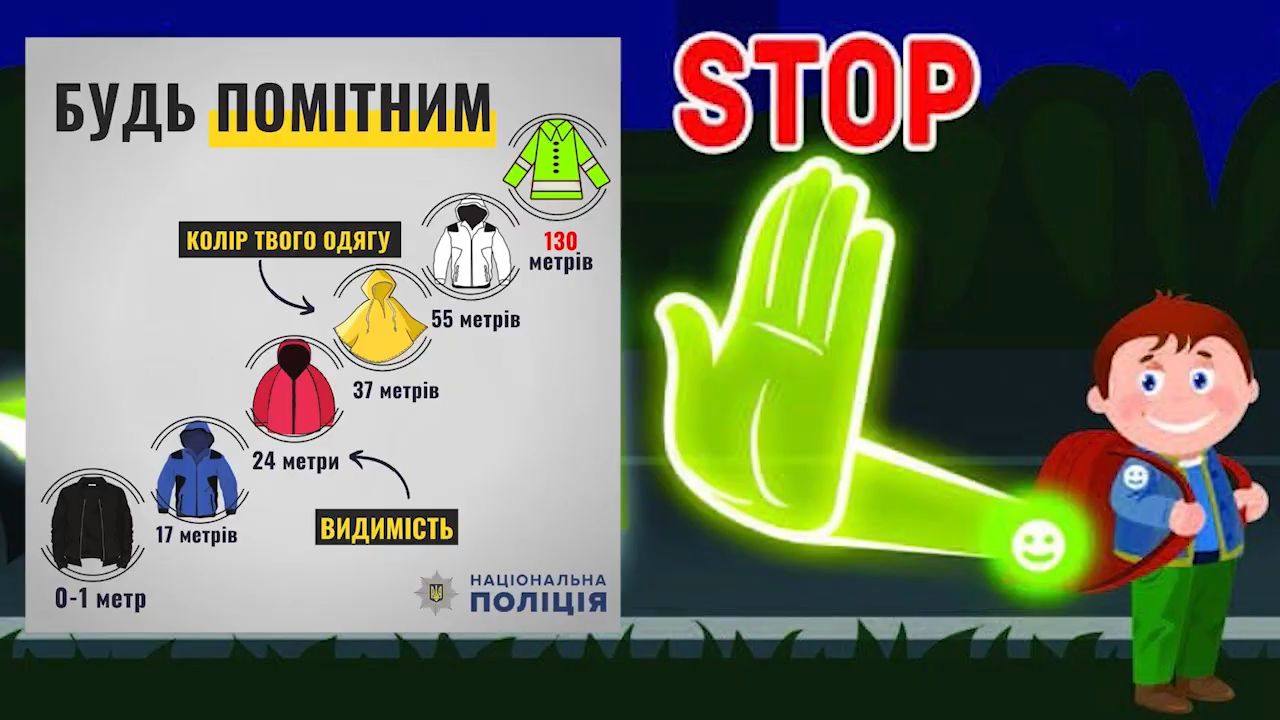 БУДЬ ПОМІТНИМ
STOP
КОЛІР ТВОГО ОДЯГУ
130
метрів
55 метрів
37 метрів
24 метри
17 метрів
0-1 метр
ВИДИМІСТЬ
НАЦІОНАЛЬНА
ПОЛІЦІЯ